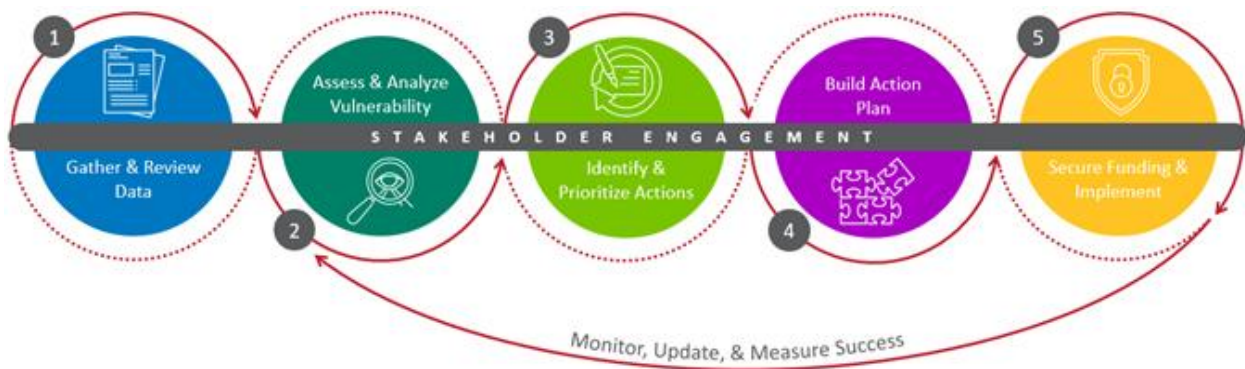 1
Gather & Review
Data
2
Assess & Analyze
Vulnerability
3
Identify &
Prioritize Actions
4
Build Action
Plan
5
Secure Funding &
Implement
STAKEHOLDER ENGAGEMENT
Monitor, Update, & Measure Success